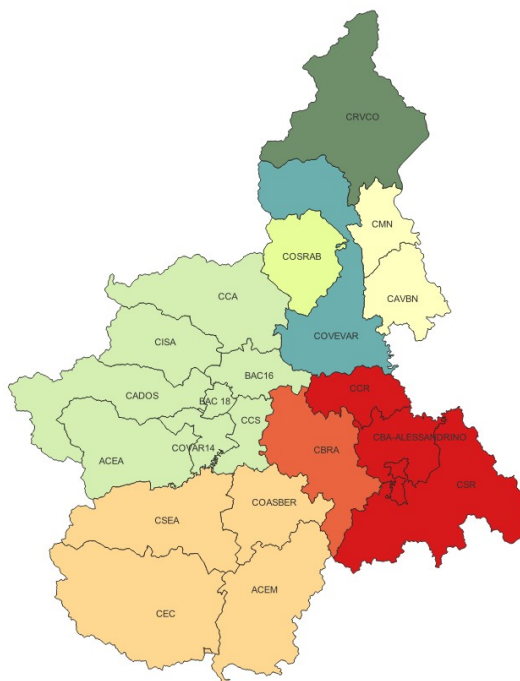 CRVCO
CMN
COSRAB
CCA
CAVBN
COVEVAR
CISA
BAC16
CCR
CADOS
BAC 18
CCS
CBA-ALESSANDRINO
COVAR14
CBRA
ACEA
CSR
COASBER
CSEA
ACEM
CEC